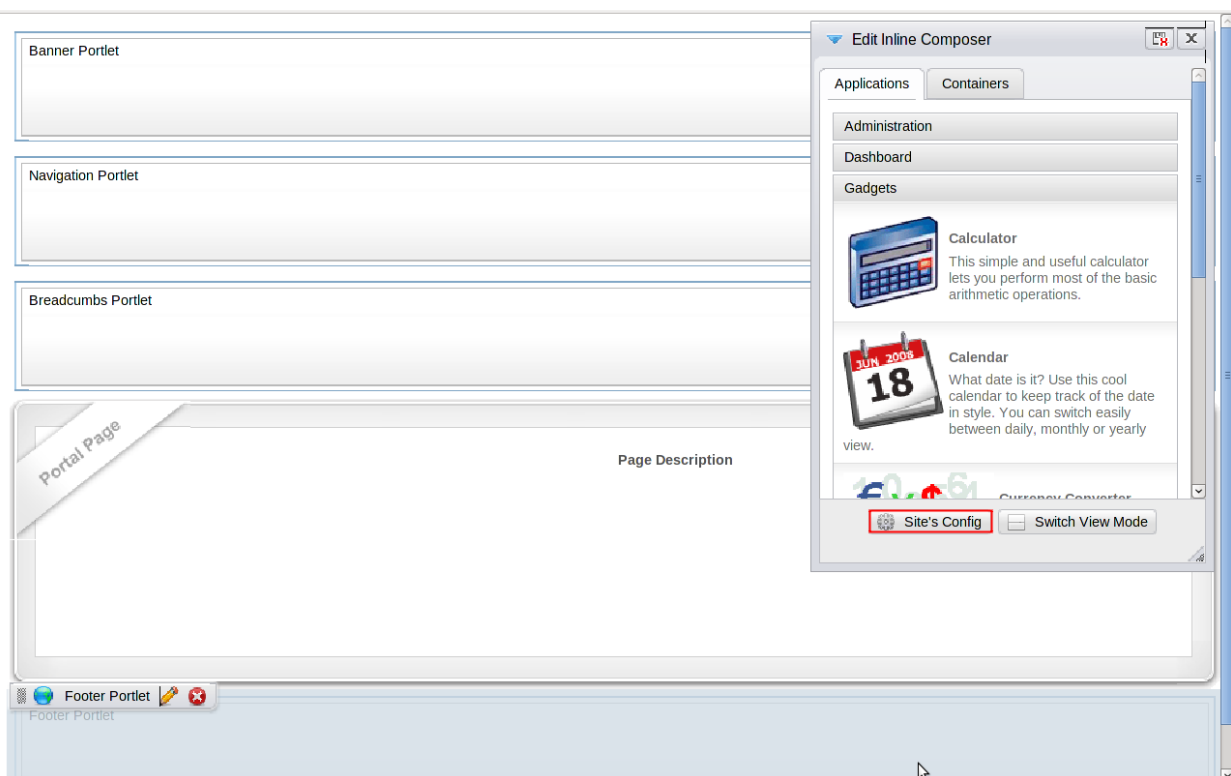 Banner Portlet
Navigation Portlet
Breadcumbs Portlet
Portal Page
Page Description
Footer Portlet
Footer Portlet
Edit Inline Composer
Applications
Containers
Administration
Dashboard
Gadgets
Calculator
This simple and useful calculator
lets you perform most of the basic
arithmetic operations.
JUN 2008
18
Calendar
What date is it? Use this cool
calendar to keep track of the date
in style. You can switch easily
between daily, monthly or yearly
view.
Currency Converter
Site's Config
Switch View Mode